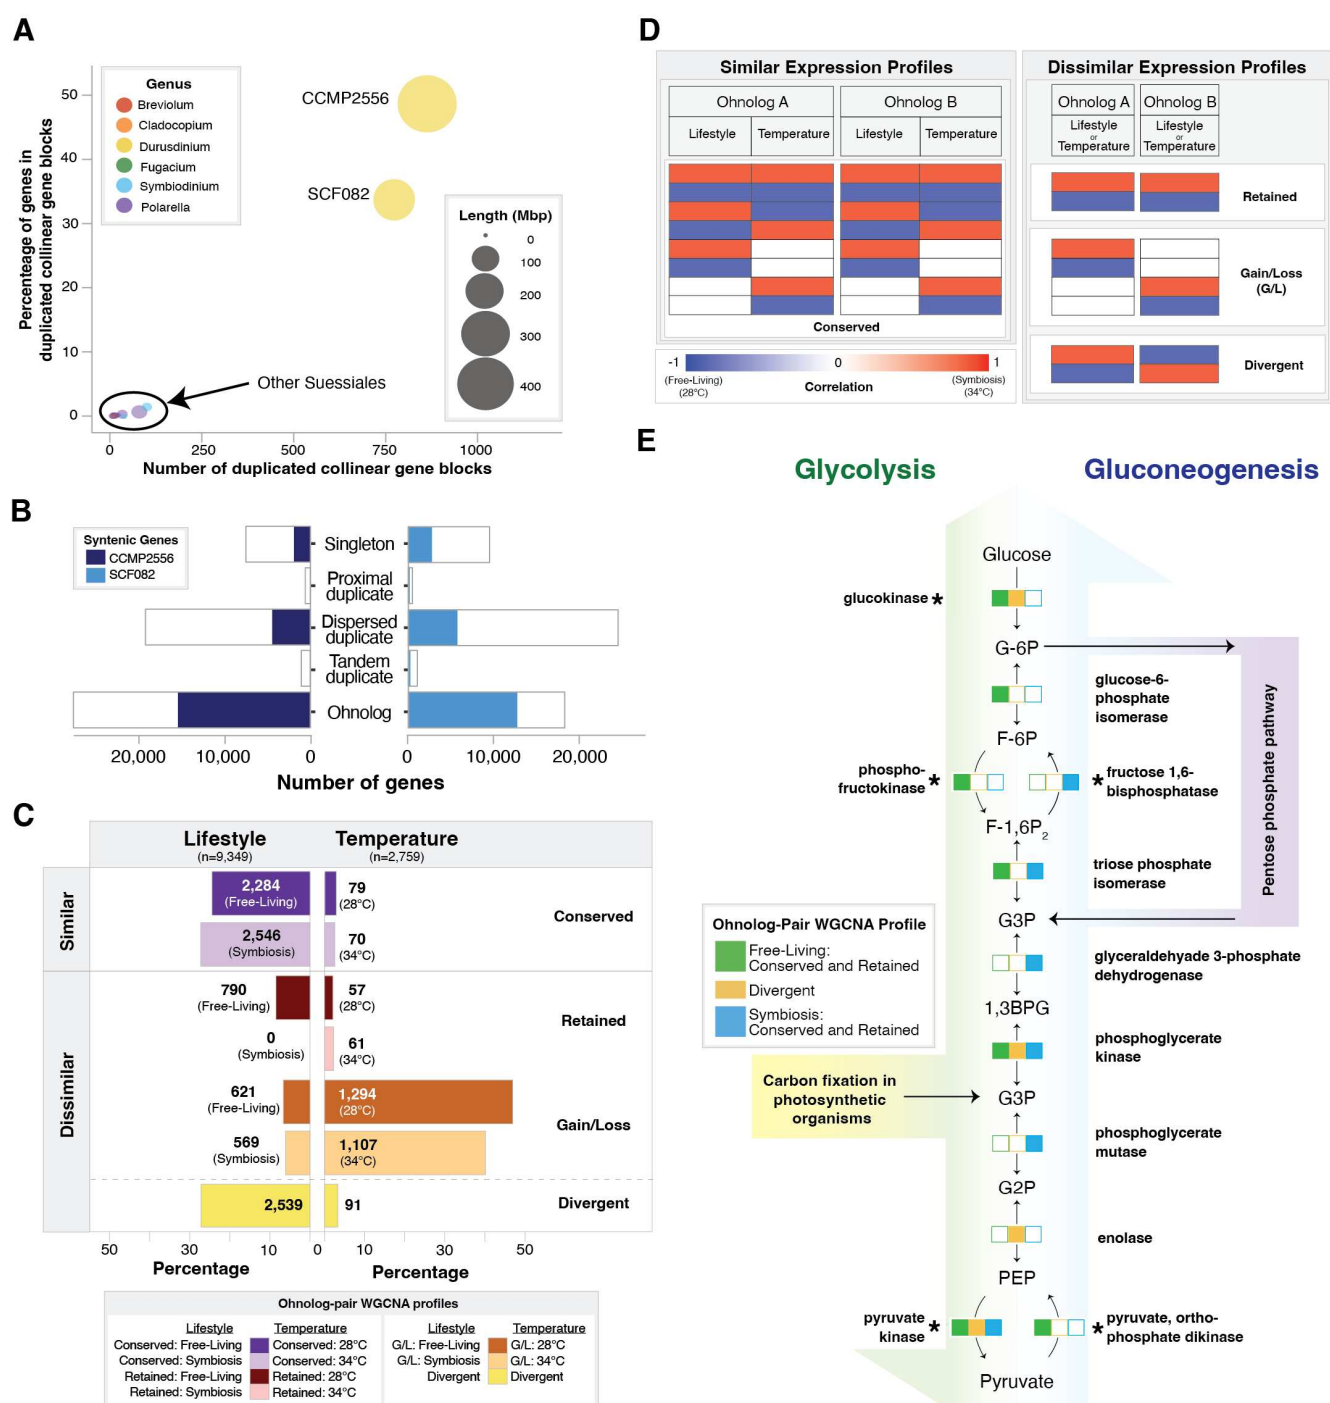 A
Percenteage of genes in
duplicated collinear gene blocks
50
40
30
20
10
0
Genus
Breviolum
Cladocopium
Durusdinium
Fugacium
Symbiodinium
Polarella
CCMP2556
SCF082
Other Suessiales
Length (Mbp)
0
100
200
300
400
0
250
500
750
1000
Number of duplicated collinear gene blocks
B
Syntenic Genes
CCMP2556
SCF082
Singleton
Proximal
duplicate
Dispersed
duplicate
Tandem
duplicate
Ohnolog
20,000
10,000
0
0
10,000
20,000
Number of genes
C
Lifestyle
(n=9,349)
Temperature
(n=2,759)
Similar
Dissimilar
2,284
(Free-Living)
79
(28°C)
Conserved
2,546
(Symbiosis)
70
(34°C)
790
(Free-Living)
57
(28°C)
Retained
0
(Symbiosis)
61
(34°C)
621
(Free-Living)
1,294
(28°C)
Gain/Loss
569
(Symbiosis)
1,107
(34°C)
2,539
91
Divergent
50
30
10
0
10
30
50
Percentage
Percentage
Ohnolog-pair WGCNA profiles
Lifestyle
Temperature
Conserved: Free-Living
Conserved: 28°C
Conserved: Symbiosis
Conserved: 34°C
Retained: Free-Living
Retained: 28°C
Retained: Symbiosis
Retained: 34°C
Lifestyle
Temperature
G/L: Free-Living
G/L: 28°C
G/L: Symbiosis
G/L: 34°C
Divergent
Divergent
D
Similar Expression Profiles
Ohnolog A
Ohnolog B
Lifestyle
Temperature
Lifestyle
Temperature
Conserved
-1
0
1
(Free-Living)
(28°C)
Correlation
(Symbiosis)
(34°C)
Dissimilar Expression Profiles
Ohnolog A
Ohnolog B
Lifestyle
or
Temperature
Lifestyle
or
Temperature
Retained
Gain/Loss
(G/L)
Divergent
E
Glycolysis
Gluconeogenesis
Glucose
glucokinase *
G-6P
glucose-6-
phosphate
isomerase
F-6P
phospho-
fructokinase *
* fructose 1,6-
bisphosphatase
F-1,6P2
triose phosphate
isomerase
G3P
Pentose phosphate pathway
glyceraldehyade 3-phosphate
dehydrogenase
1,3BPG
phosphoglycerate
kinase
G3P
phosphoglycerate
mutase
G2P
enolase
PEP
pyruvate
kinase *
* pyruvate, ortho-
phosphate dikinase
Pyruvate
Ohnolog-Pair WGCNA Profile
Free-Living:
Conserved and Retained
Divergent
Symbiosis:
Conserved and Retained
Carbon fixation in
photosynthetic
organisms